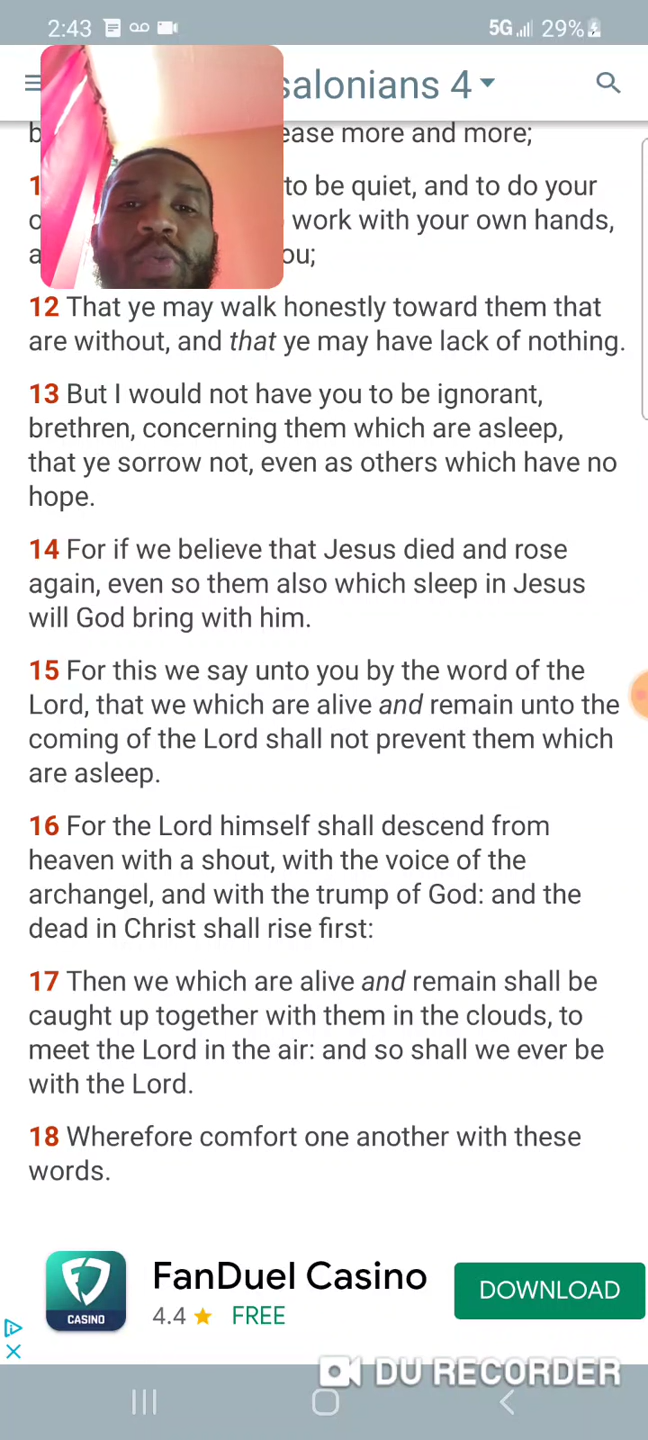 2:43
5G 29%
salonians 4
ease more and more;
to be quiet, and to do your
work with your own hands,
ou;
12 That ye may walk honestly toward them that
are without, and that ye may have lack of nothing.
13 But I would not have you to be ignorant,
brethren, concerning them which are asleep,
that ye sorrow not, even as others which have no
hope.
14 For if we believe that Jesus died and rose
again, even so them also which sleep in Jesus
will God bring with him.
15 For this we say unto you by the word of the
Lord, that we which are alive and remain unto the
coming of the Lord shall not prevent them which
are asleep.
16 For the Lord himself shall descend from
heaven with a shout, with the voice of the
archangel, and with the trump of God: and the
dead in Christ shall rise first:
17 Then we which are alive and remain shall be
caught up together with them in the clouds, to
meet the Lord in the air: and so shall we ever be
with the Lord.
18 Wherefore comfort one another with these
words.
FanDuel Casino
CASINO
4.4 ★ FREE
DOWNLOAD
DU RECORDER